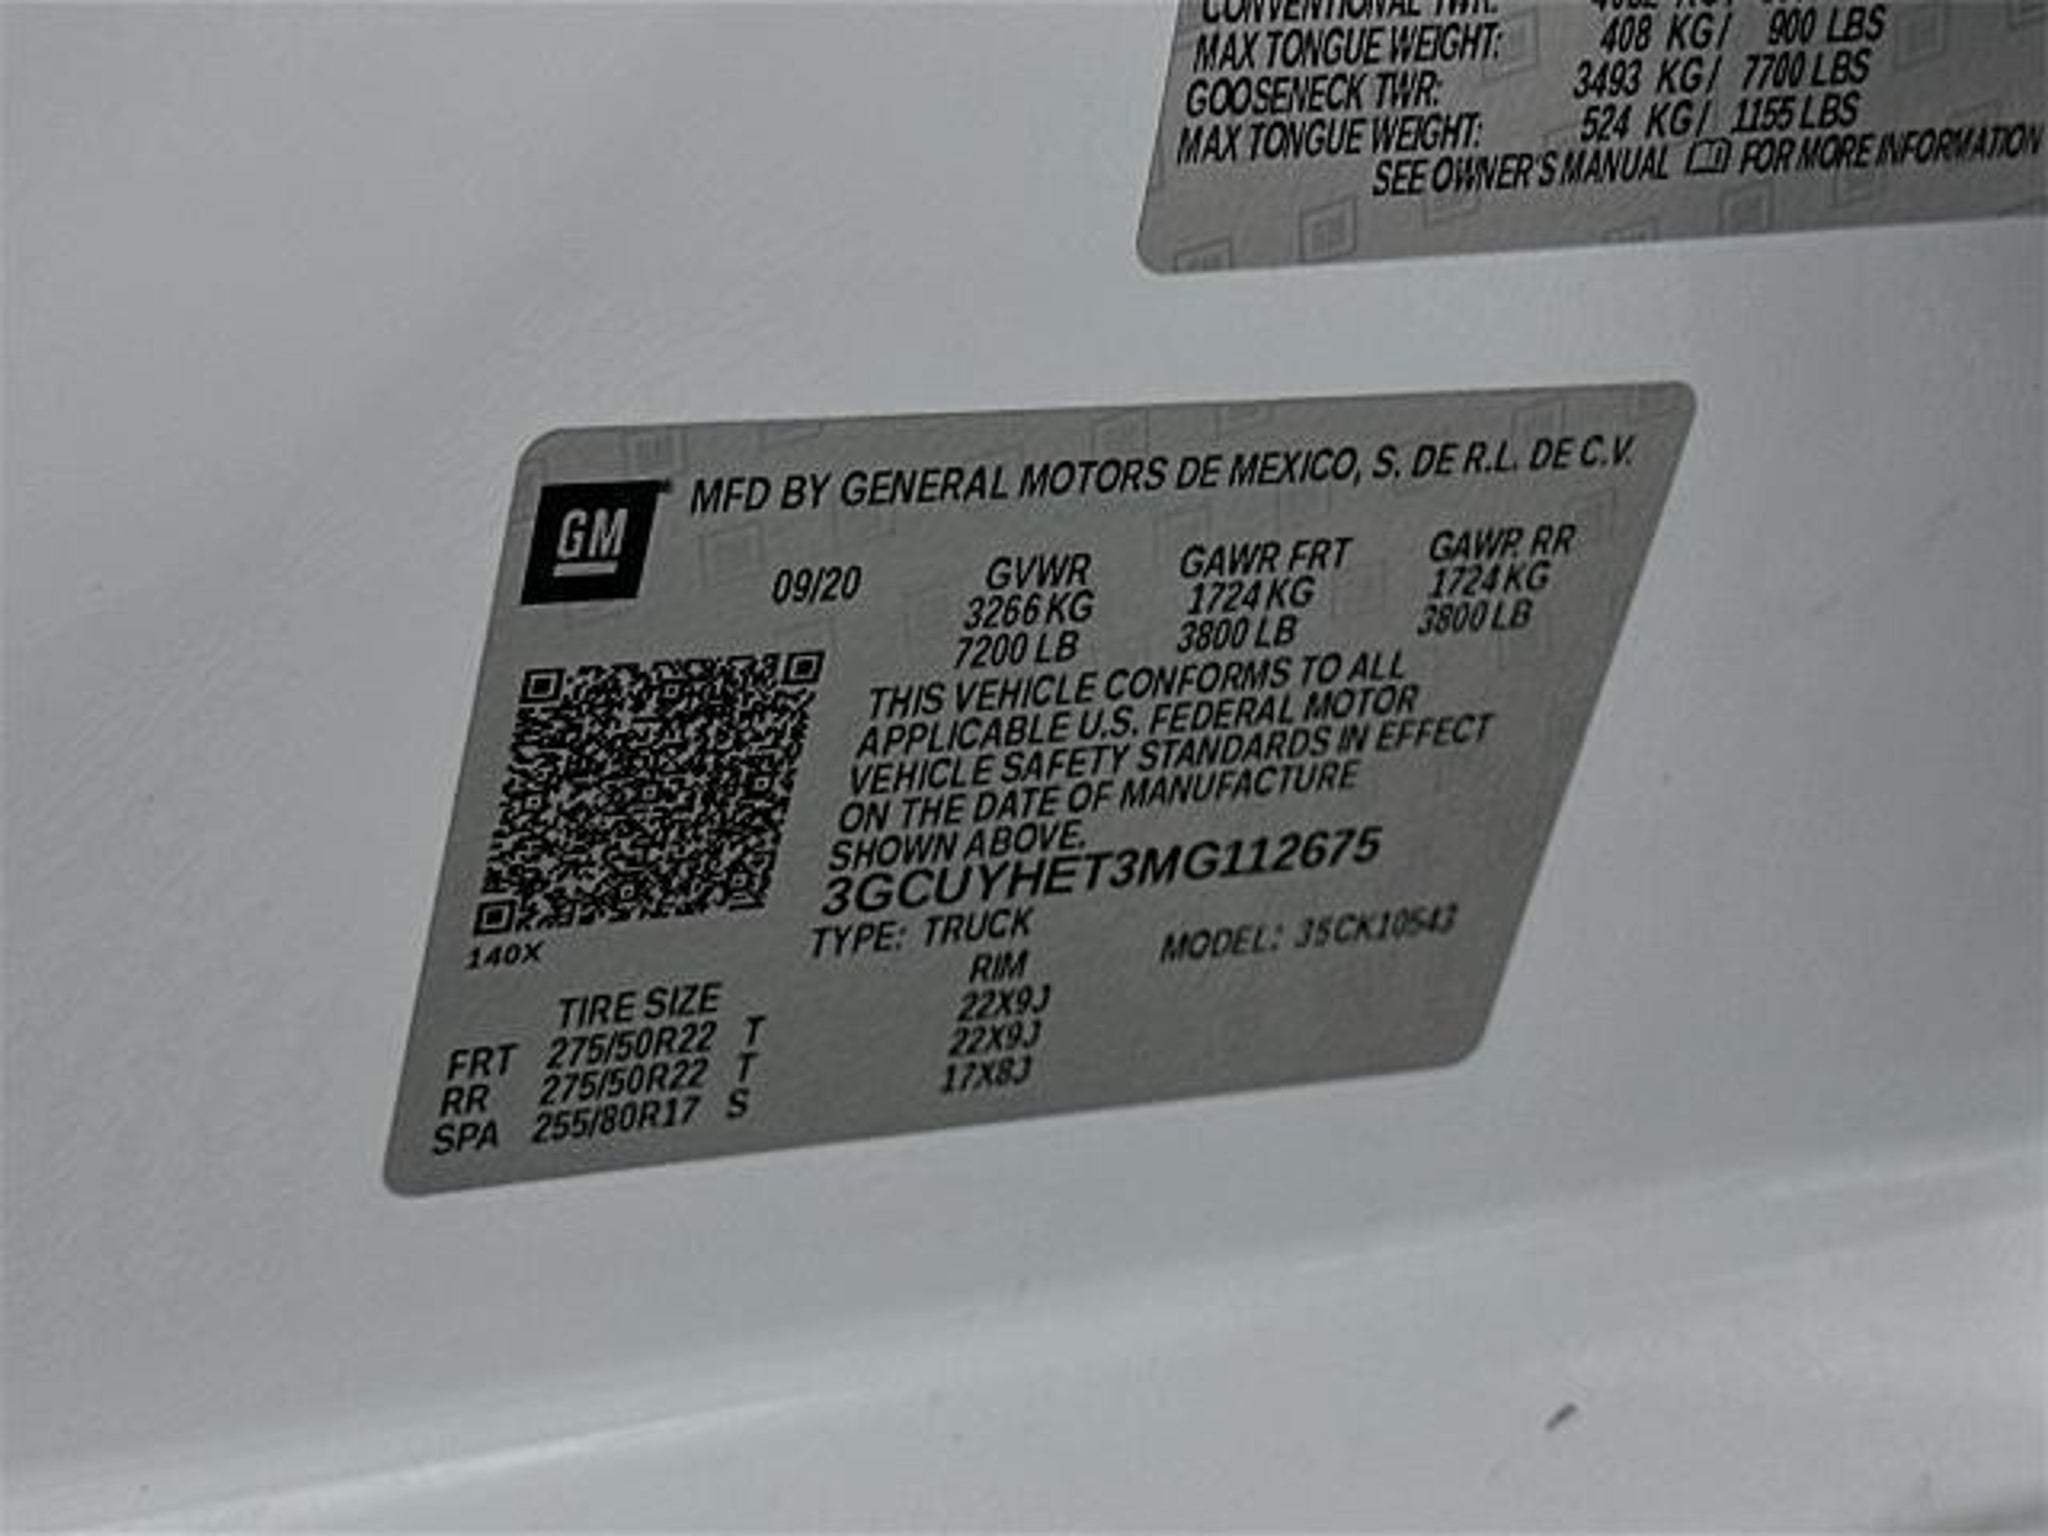 CONVENTIONAL TWR:
MAX TONGUE WEIGHT: 408 KG/ 900 LBS
GOOSENECK TWR: 3493 KG/ 7700 LBS
MAX TONGUE WEIGHT: 524 KG/ 1155 LBS
SEE OWNER'S MANUAL FOR MORE INFORMATION
GM
MFD BY GENERAL MOTORS DE MEXICO, S. DE R.L. DE C.V.
09/20 GVWR GAWR FRT GAWR RR
3266 KG 1724 KG 1724 KG
7200 LB 3800 LB 3800 LB
THIS VEHICLE CONFORMS TO ALL
APPLICABLE U.S. FEDERAL MOTOR
VEHICLE SAFETY STANDARDS IN EFFECT
ON THE DATE OF MANUFACTURE
SHOWN ABOVE.
3GCUYHET3MG112675
140X
TYPE: TRUCK MODEL: 35CK10543
TIRE SIZE RIM
FRT 275/50R22 T 22X9J
RR 275/50R22 T 22X9J
SPA 255/80R17 S 17X8J